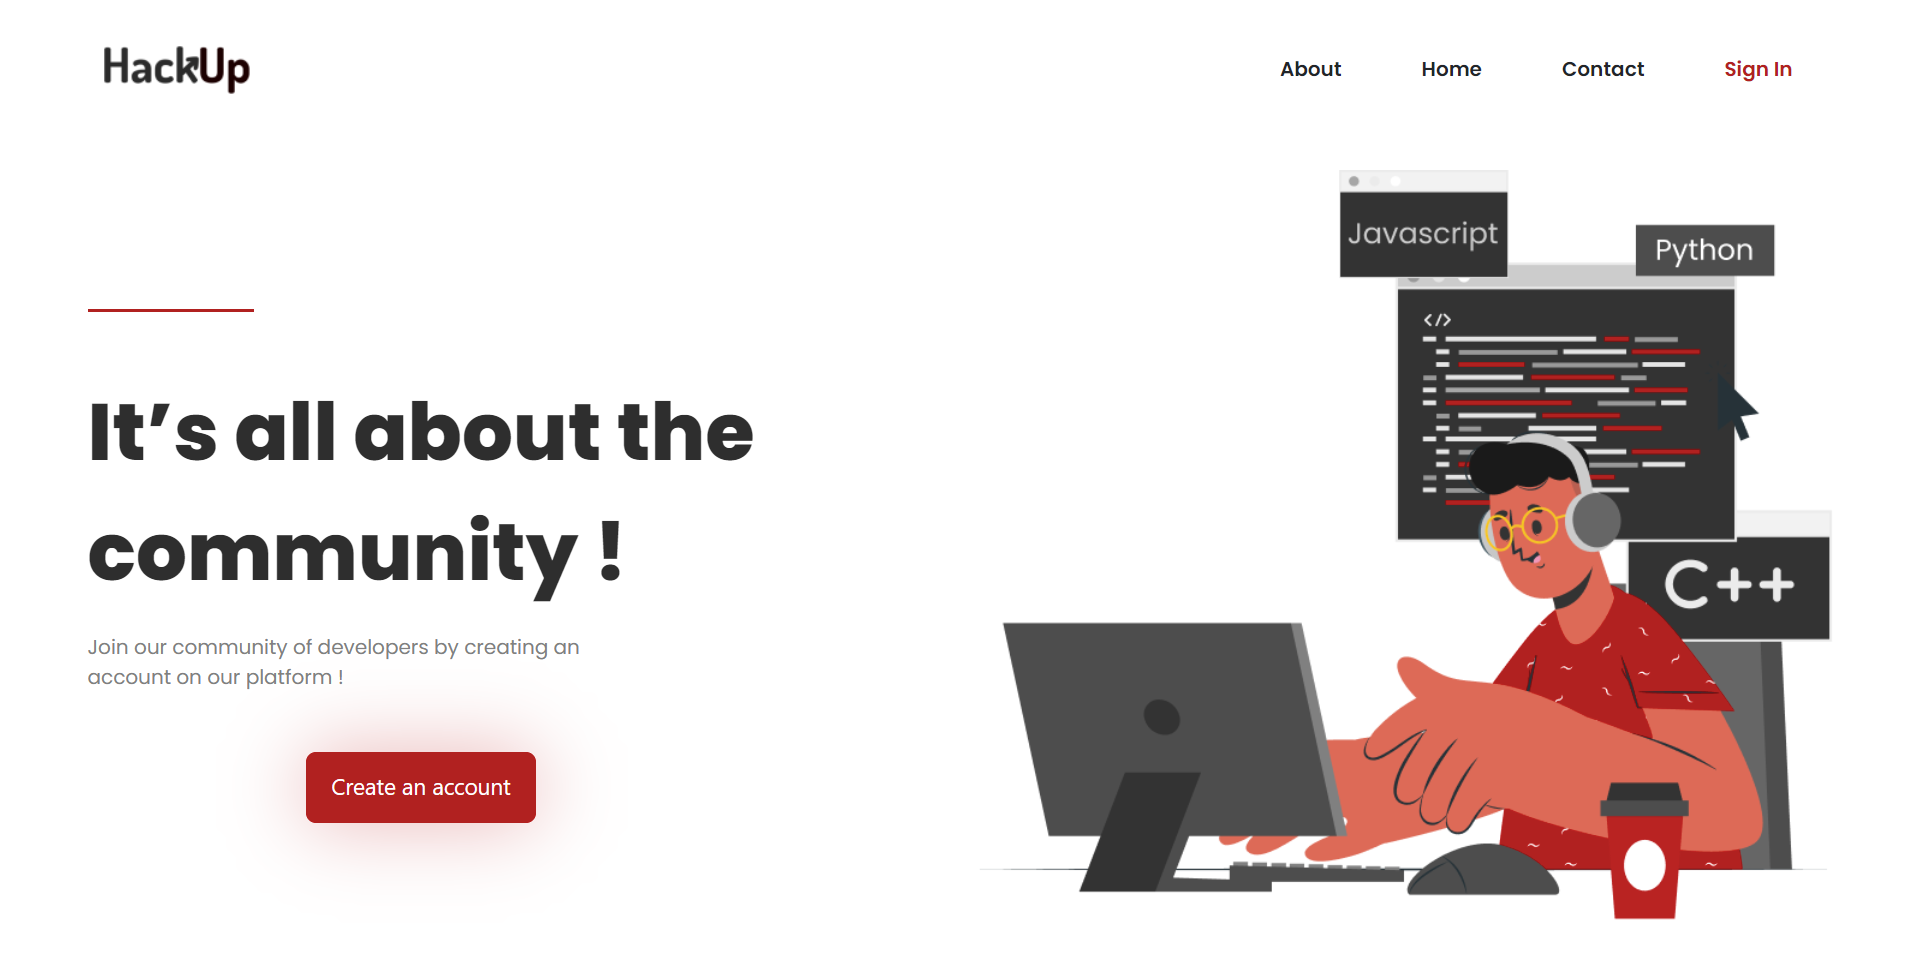 HackUp
About Home Contact Sign In
Javascript
Python
</>
It’s all about the
community !
C++
Join our community of developers by creating an
account on our platform !
Create an account